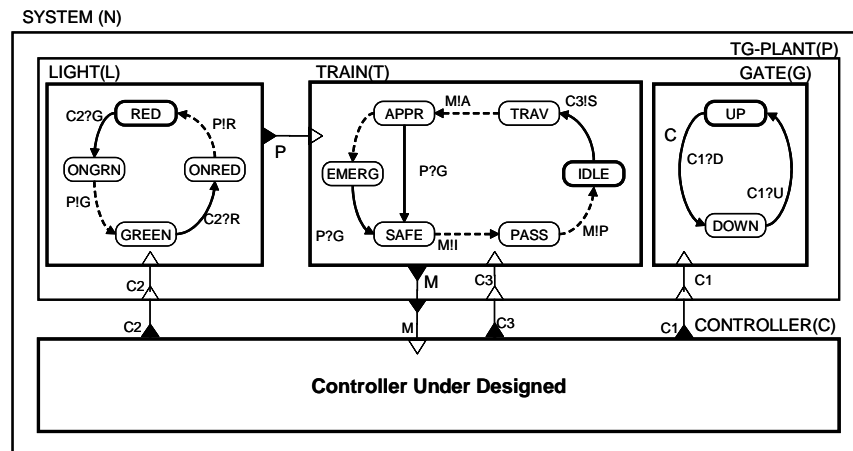 SYSTEM (N)
TG-PLANT(P)
LIGHT(L)
TRAIN(T)
GATE(G)
C2?G
RED
P!R
ONGRN
ONRED
P!G
C2?R
GREEN
P
M!A
C3!S
APPR
TRAV
EMERG
P?G
IDLE
P?G
SAFE
M!I
PASS
M!P
C
UP
C1?D
C1?U
DOWN
C2
M
C3
C1
C2
M
C3
C1
CONTROLLER(C)
Controller Under Designed